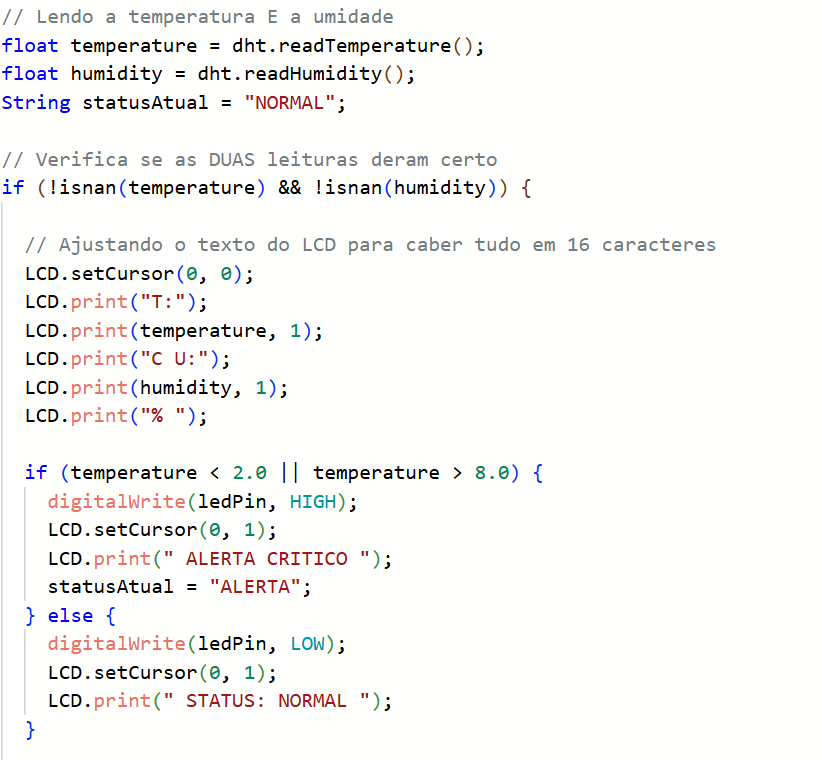 // Lendo a temperatura E a umidade
float temperature = dht.readTemperature();
float humidity = dht.readHumidity();
String statusAtual = "NORMAL";

// Verifica se as DUAS leituras deram certo
if (!isnan(temperature) && !isnan(humidity)) {

  // Ajustando o texto do LCD para caber tudo em 16 caracteres
  LCD.setCursor(0, 0);
  LCD.print("T:");
  LCD.print(temperature, 1);
  LCD.print("C U:");
  LCD.print(humidity, 1);
  LCD.print("% ");

  if (temperature < 2.0 || temperature > 8.0) {
    digitalWrite(ledPin, HIGH);
    LCD.setCursor(0, 1);
    LCD.print(" ALERTA CRITICO ");
    statusAtual = "ALERTA";
  } else {
    digitalWrite(ledPin, LOW);
    LCD.setCursor(0, 1);
    LCD.print(" STATUS: NORMAL ");
  }